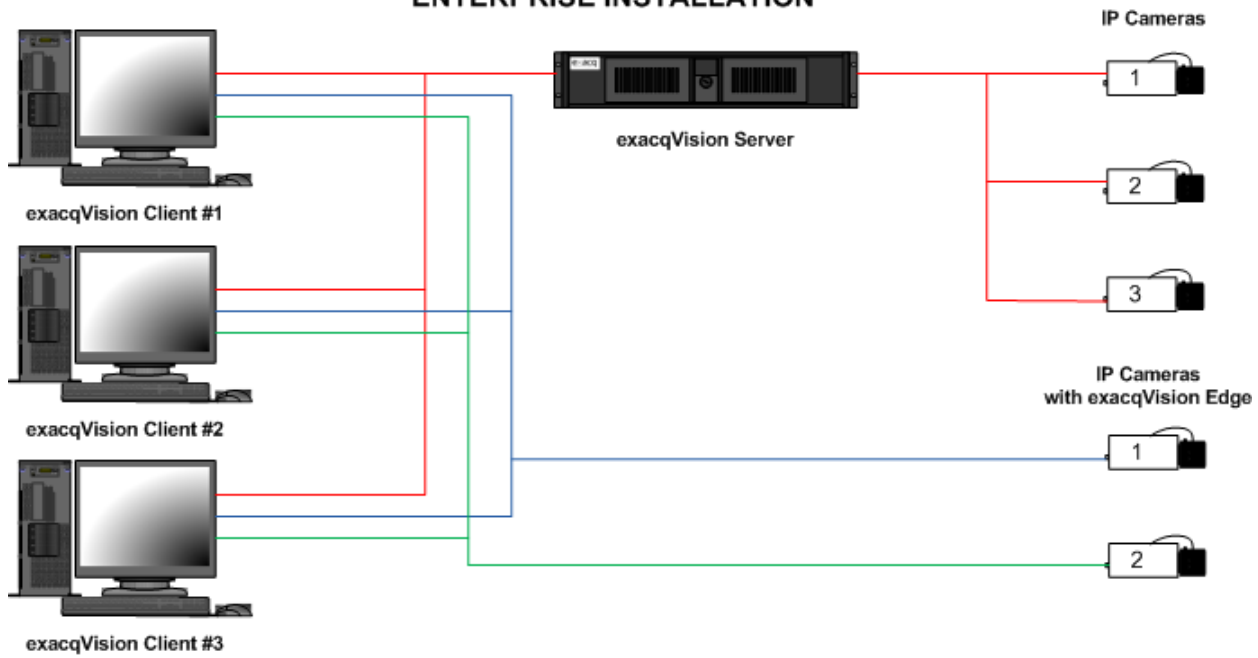 ENTERPRISE INSTALLATION
IP Cameras
1
exacqVision Server
2
exacqVision Client #1
3
IP Cameras
with exacqVision Edge
exacqVision Client #2
1
2
exacqVision Client #3